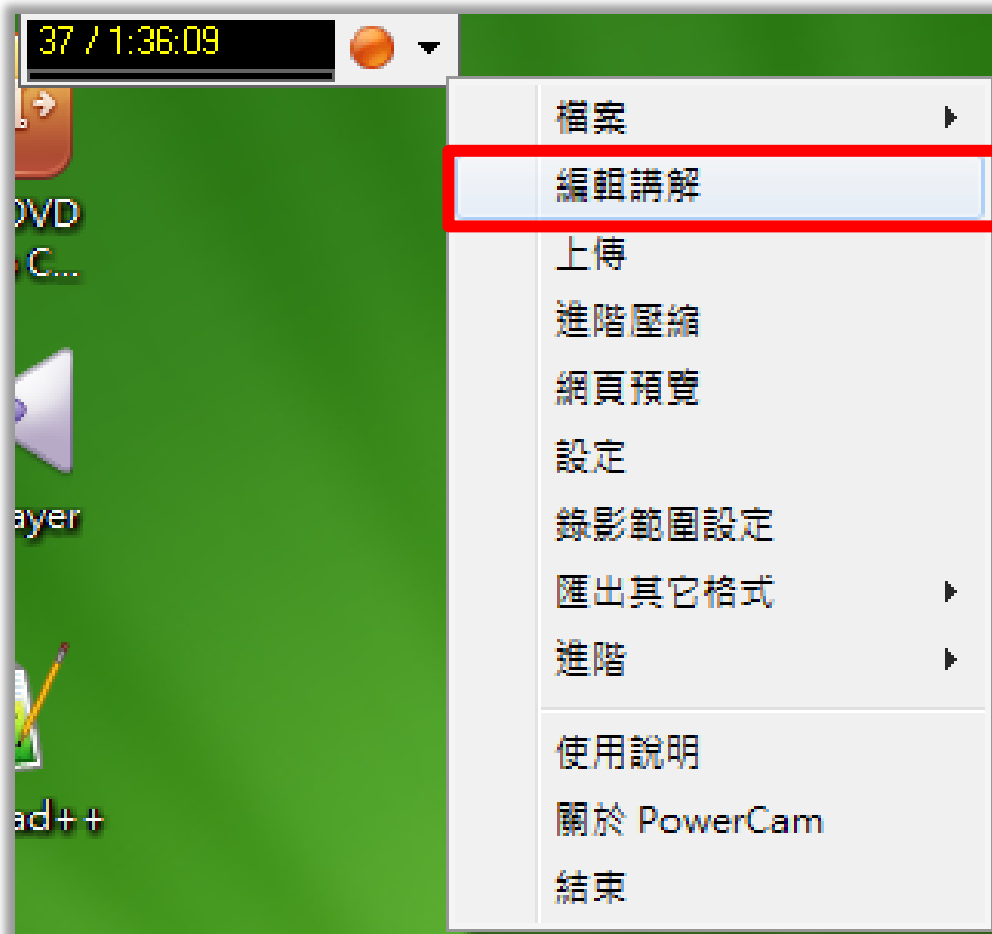 37 / 1:36:09
檔案
編輯講解
上傳
進階壓縮
網頁預覽
設定
錄影範圍設定
匯出其它格式
進階
使用說明
關於 PowerCam
結束
DVD
C...
ayer
ad++